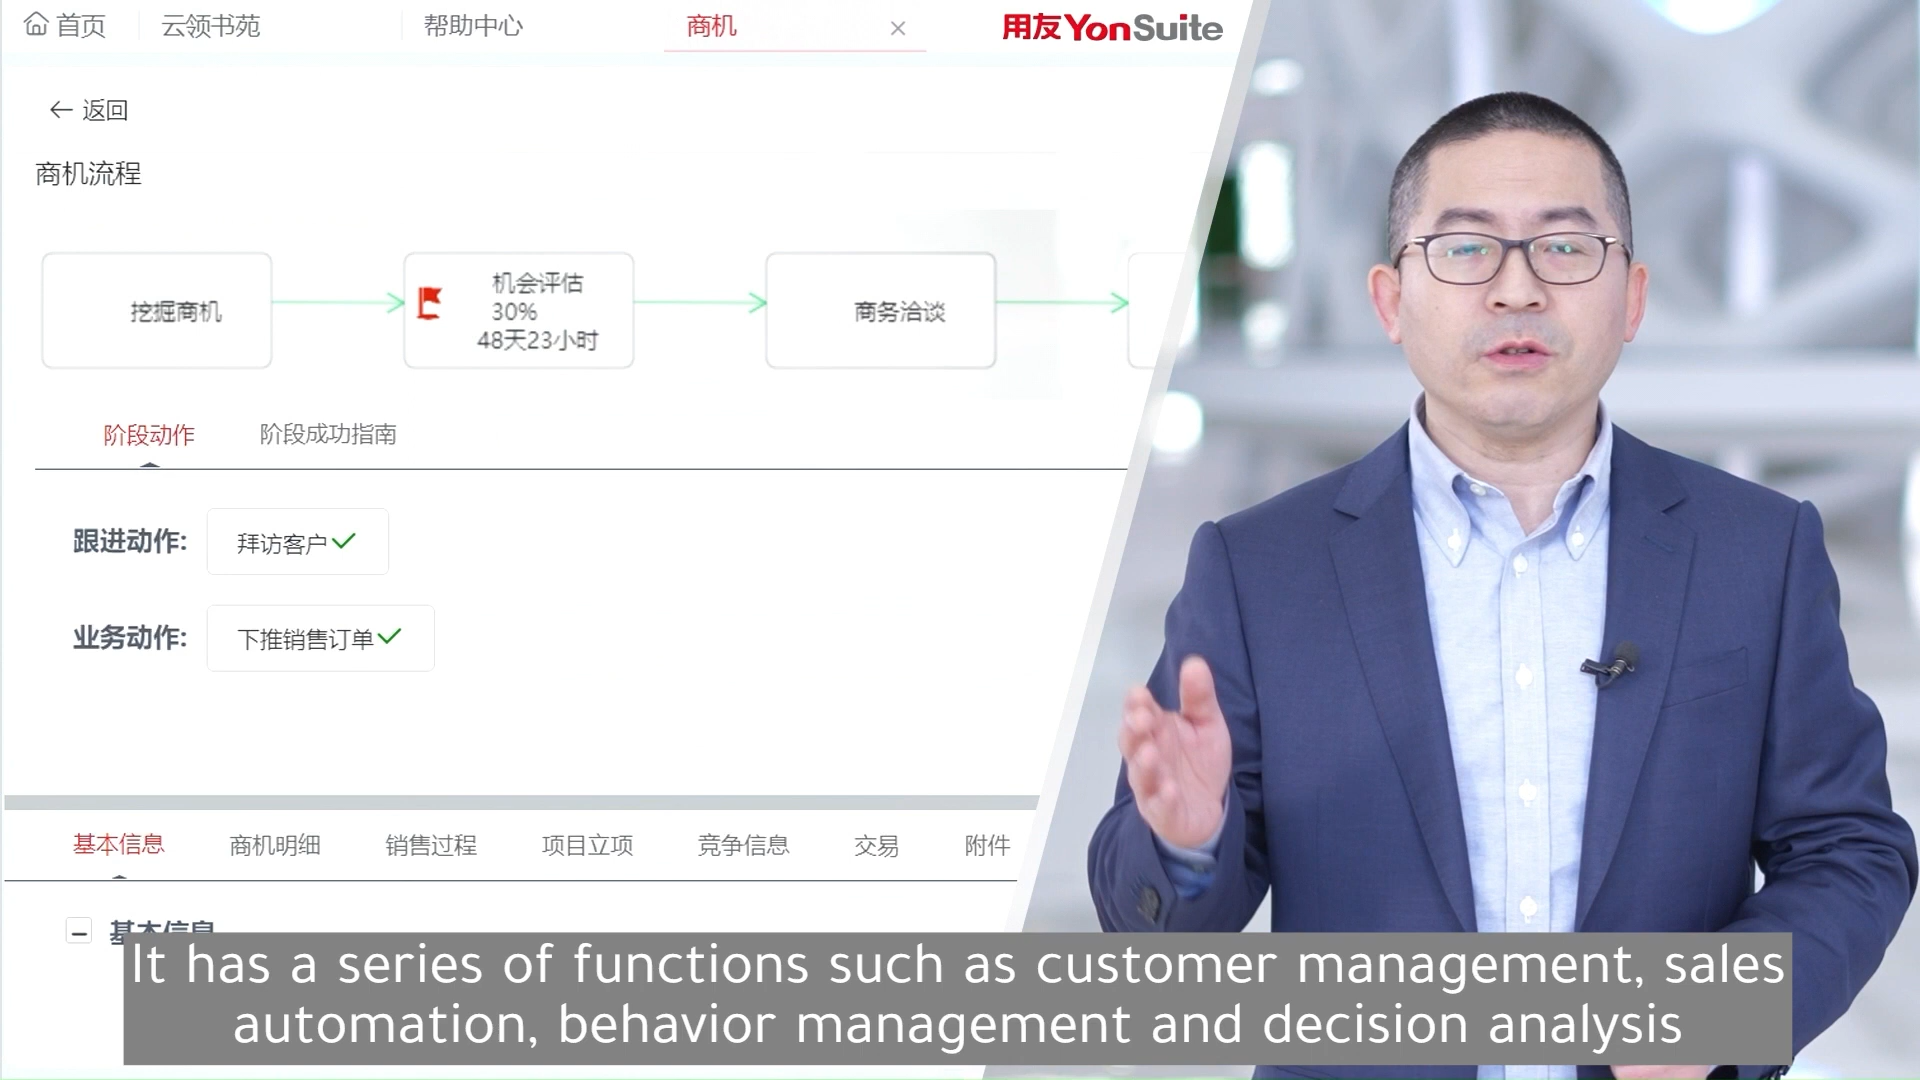 首页 云领书苑 帮助中心 商机 用友YonSuite
返回
商机流程
挖掘商机
机会评估
30%
48天23小时
商务洽谈
阶段动作 阶段成功指南
跟进动作: 拜访客户
业务动作: 下推销售订单
基本信息 商机明细 销售过程 项目立项 竞争信息 交易 附件
基本信息
It has a series of functions such as customer management, sales
automation, behavior management and decision analysis